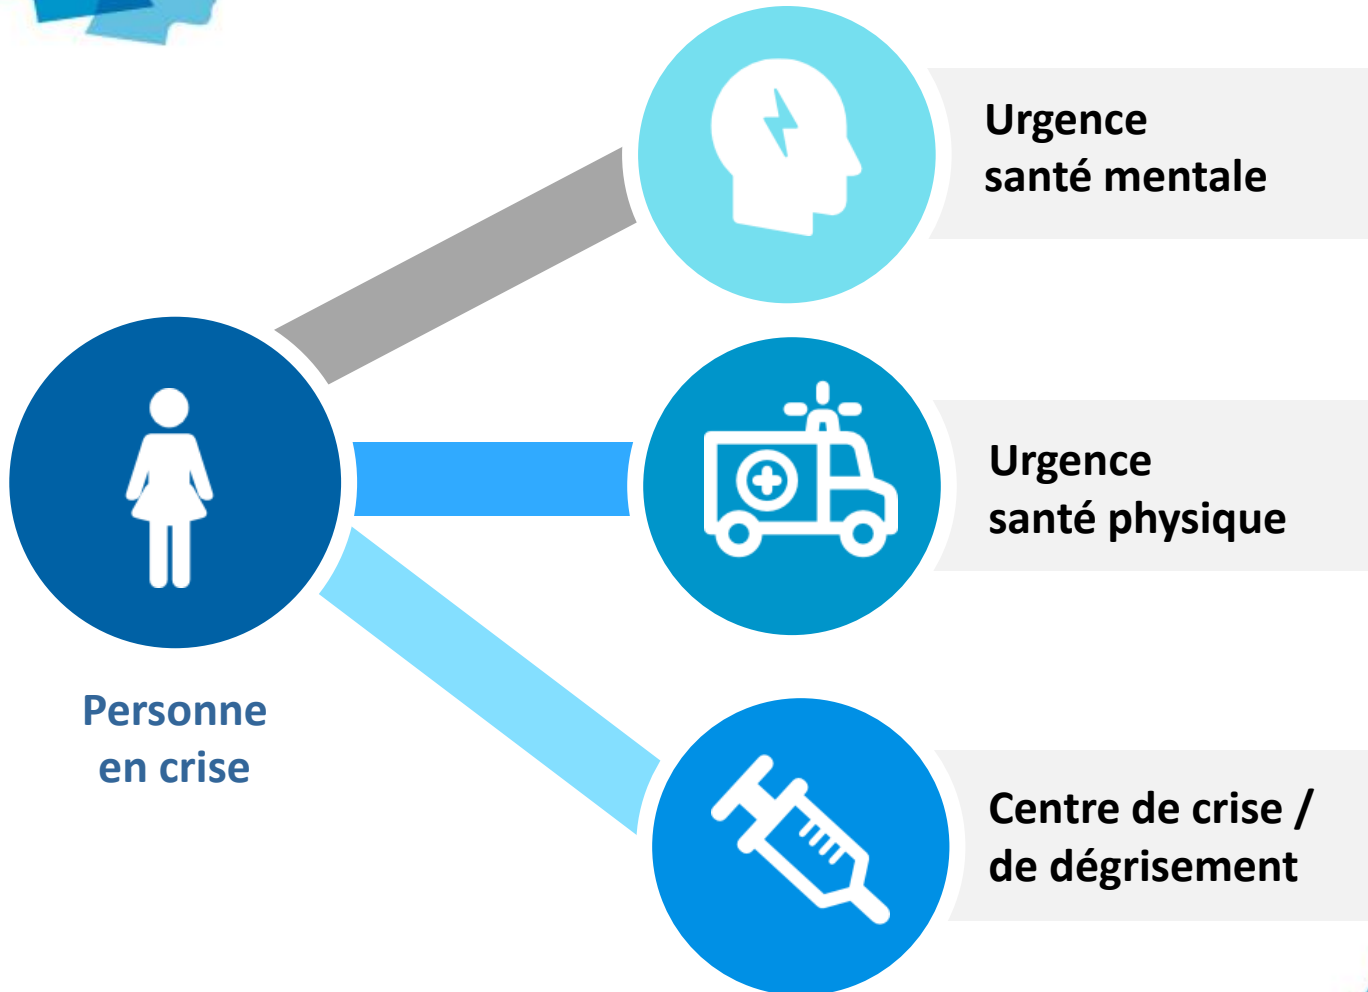 Urgence
santé mentale
Urgence
santé physique
Personne
en crise
Centre de crise /
de dégrisement